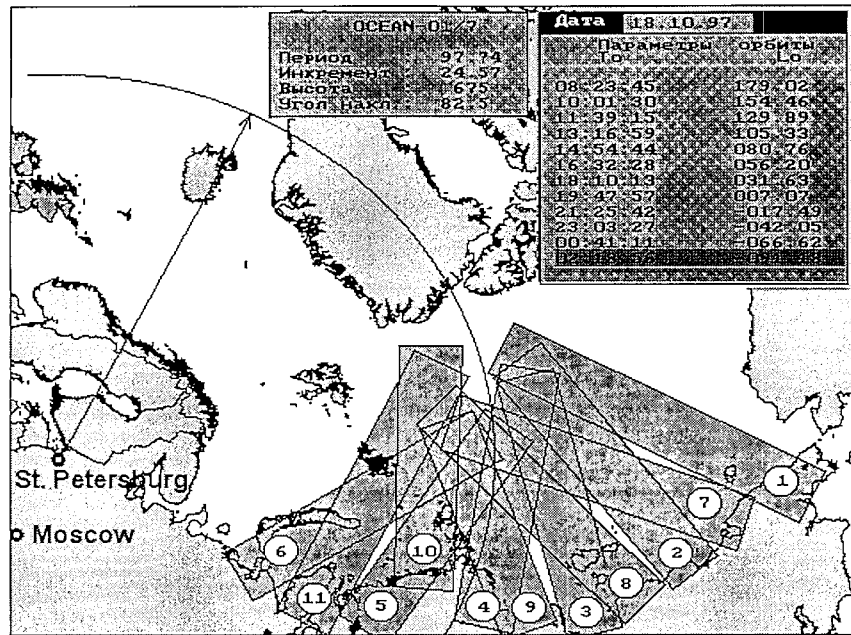 OCEAN-01/7
Период : 97.74
Инкремент : 24.57
Высота : 675
Угол накл: 82.5
Дата 18.10.97
Параметры орбиты
To Lo
08:23:45 179.02
10:01:30 154.46
11:39:15 129.89
13:16:59 105.33
14:54:44 080.76
16:32:28 056.20
18:10:13 031.63
19:47:57 007.07
21:25:42 -017.49
23:03:27 -042.05
00:41:11 -066.62
St. Petersburg
Moscow
1
7
2
6
10
8
11
5
4
9
3